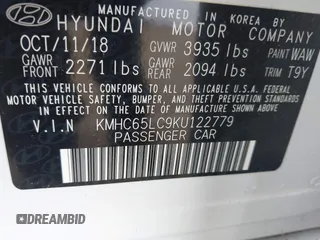 MANUFACTURED IN KOREA BY
HYUNDAI MOTOR COMPANY
OCT/11/18 GVWR 3935 lbs PAINT WAW
GAWR FRONT 2271 lbs GAWR REAR 2094 lbs TRIM T9Y
THIS VEHICLE CONFORMS TO ALL APPLICABLE
FEDERAL MOTOR VEHICLE SAFETY,
BUMPER, AND THEFT PREVENTION STANDARDS
IN EFFECT ON THE DATE OF MANUFACTURE SHOWN ABOVE.
V.I.N KMHC65LC9KU122779
PASSENGER CAR
DREAMBID